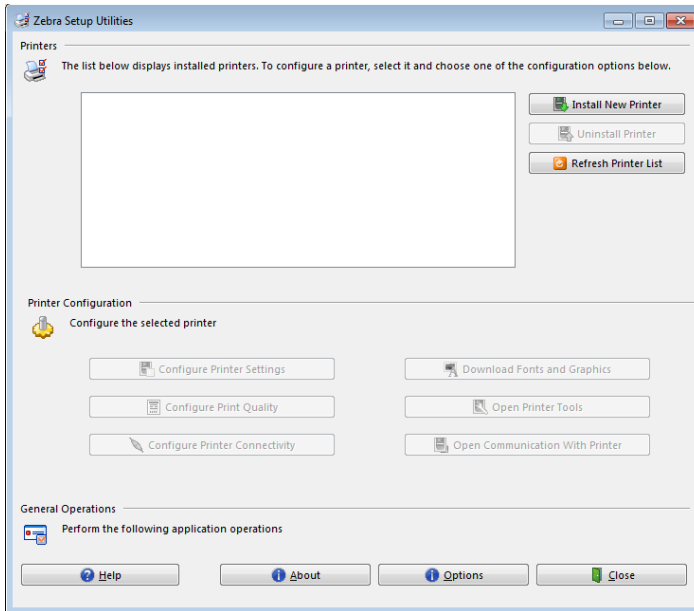 Zebra Setup Utilities
Printers
The list below displays installed printers. To configure a printer, select it and choose one of the configuration options below.
Install New Printer
Uninstall Printer
Refresh Printer List
Printer Configuration
Configure the selected printer
Configure Printer Settings
Download Fonts and Graphics
Configure Print Quality
Open Printer Tools
Configure Printer Connectivity
Open Communication With Printer
General Operations
Perform the following application operations
Help
About
Options
Close